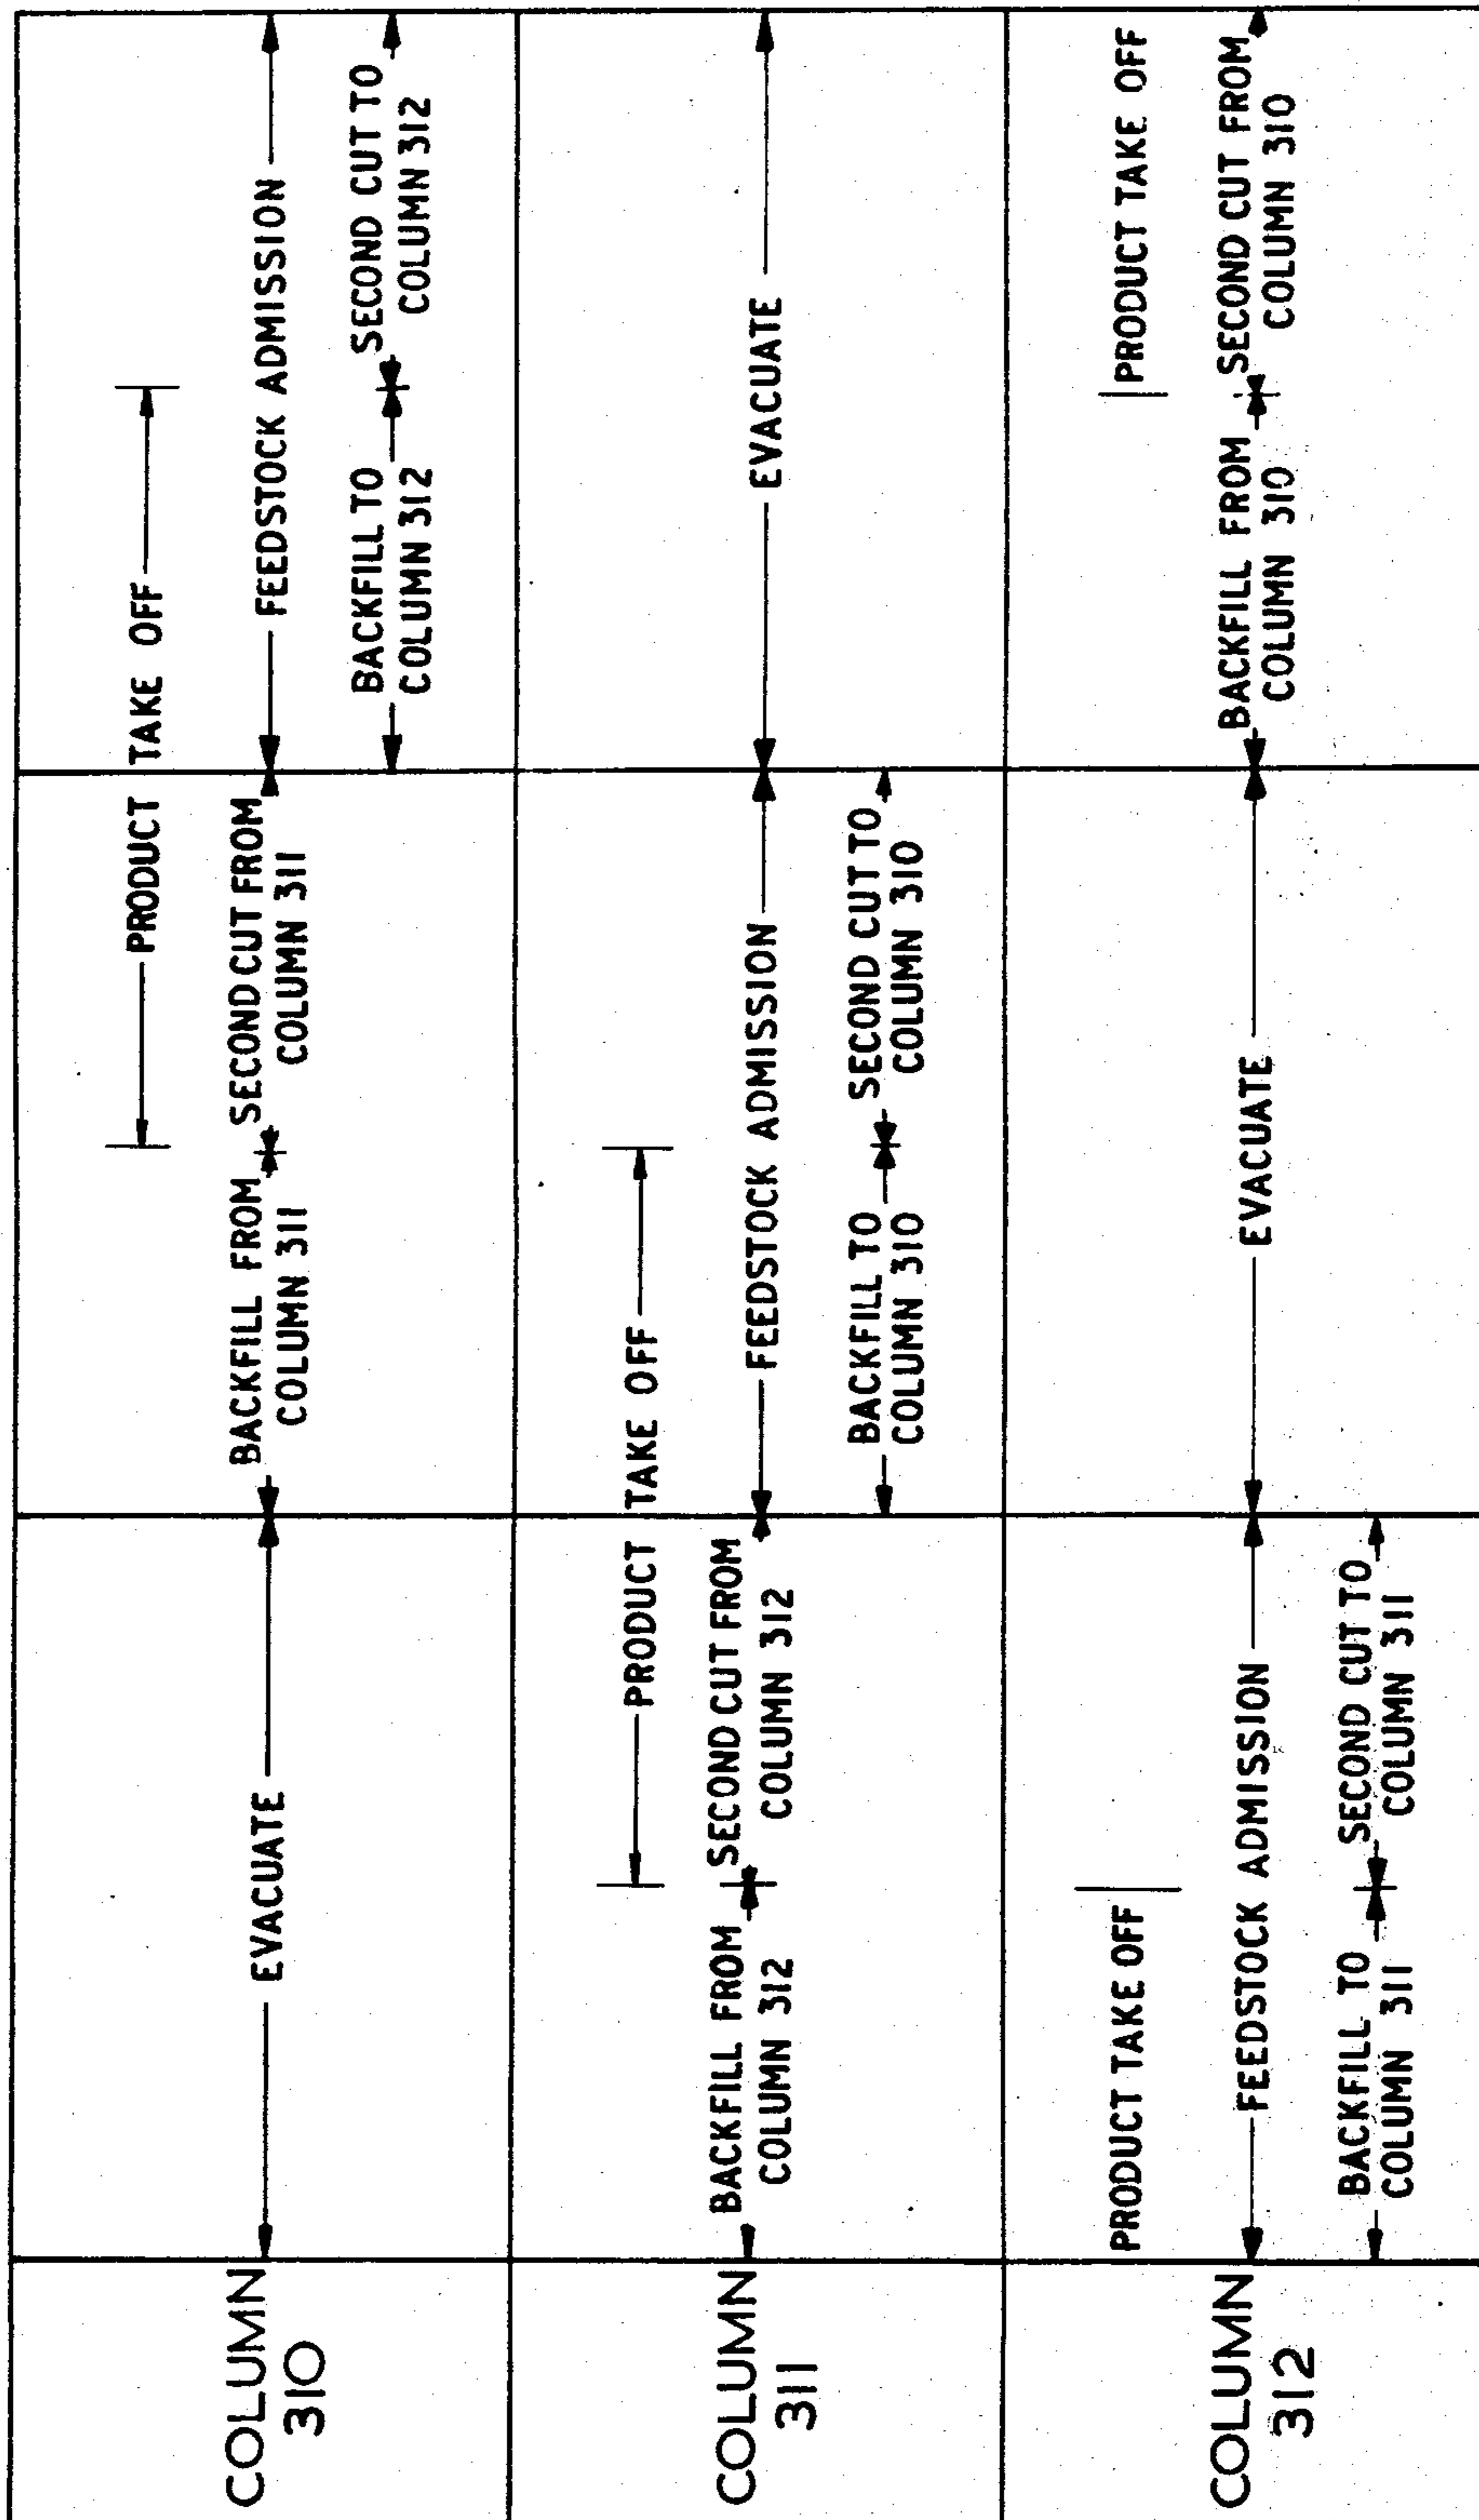 COLUMN
310
EVACUATE
BACKFILL FROM
COLUMN 311
SECOND CUT FROM
COLUMN 311
PRODUCT TAKE OFF
FEEDSTOCK ADMISSION
BACKFILL TO
COLUMN 312
SECOND CUT TO
COLUMN 312
COLUMN
311
BACKFILL FROM
COLUMN 312
SECOND CUT FROM
COLUMN 312
PRODUCT TAKE OFF
FEEDSTOCK ADMISSION
BACKFILL TO
COLUMN 310
SECOND CUT TO
COLUMN 310
EVACUATE
COLUMN
312
PRODUCT TAKE OFF
FEEDSTOCK ADMISSION
BACKFILL TO
COLUMN 311
SECOND CUT TO
COLUMN 311
EVACUATE
BACKFILL FROM
COLUMN 310
PRODUCT TAKE OFF
SECOND CUT FROM
COLUMN 310